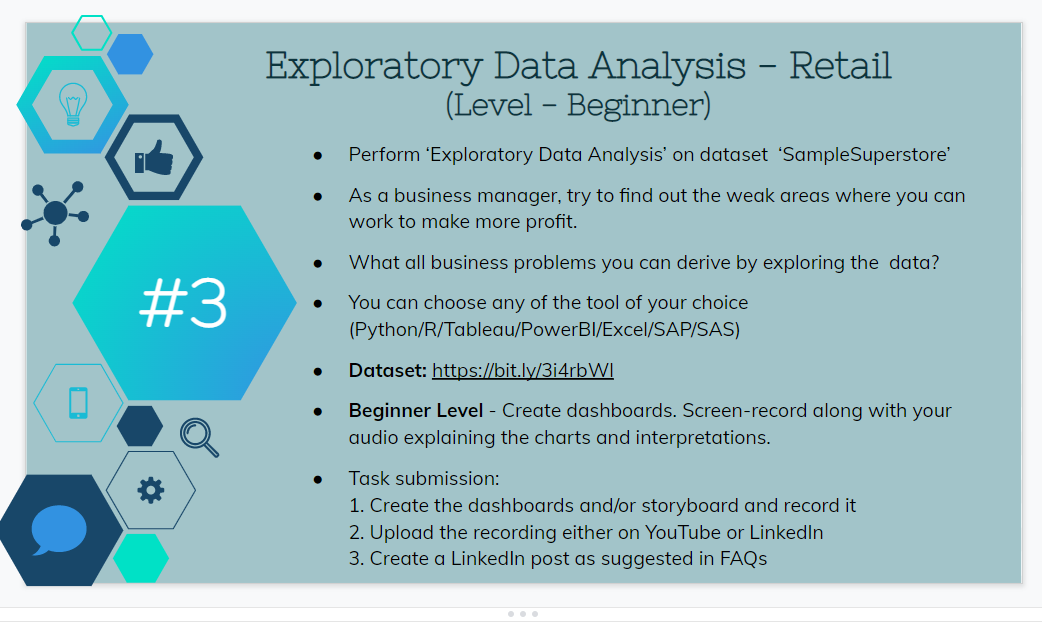 Exploratory Data Analysis – Retail
(Level – Beginner)
#3
● Perform ‘Exploratory Data Analysis’ on dataset ‘SampleSuperstore’
● As a business manager, try to find out the weak areas where you can
work to make more profit.
● What all business problems you can derive by exploring the data?
● You can choose any of the tool of your choice
(Python/R/Tableau/PowerBI/Excel/SAP/SAS)
● Dataset: https://bit.ly/3i4rbWl
● Beginner Level - Create dashboards. Screen-record along with your
audio explaining the charts and interpretations.
● Task submission:
1. Create the dashboards and/or storyboard and record it
2. Upload the recording either on YouTube or LinkedIn
3. Create a LinkedIn post as suggested in FAQs